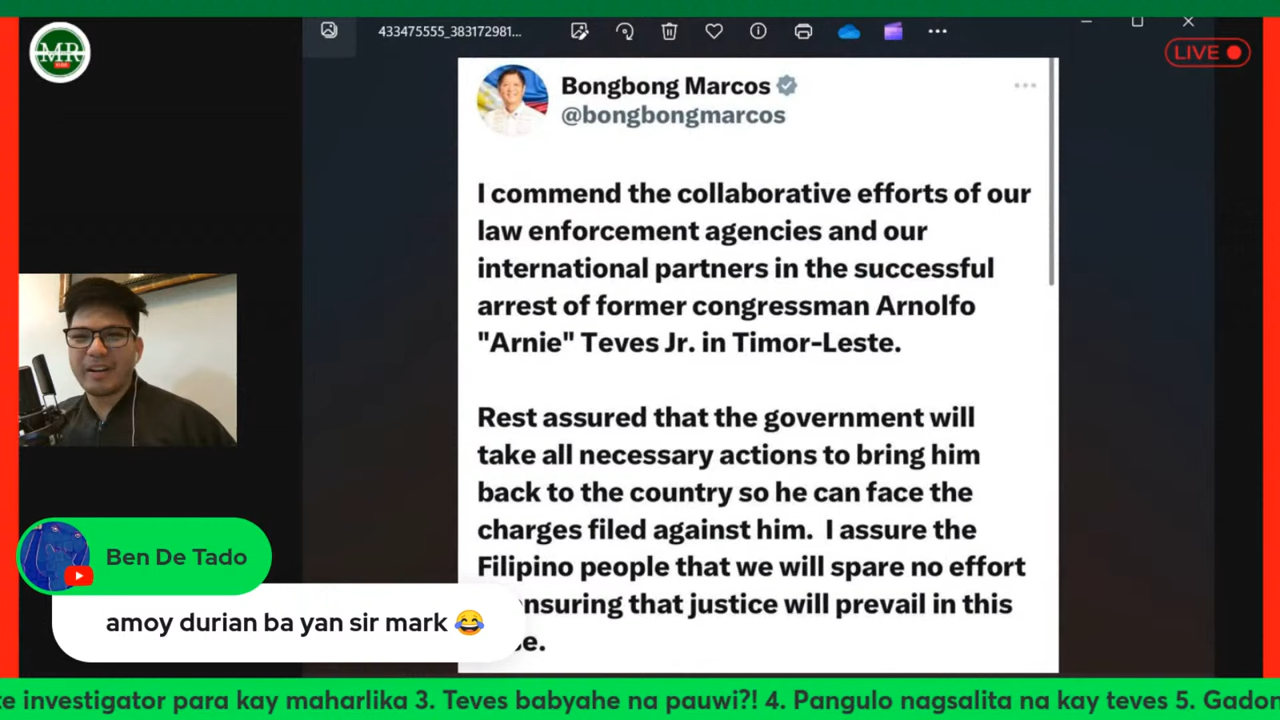 MR
433475555_383172981...
LIVE
Bongbong Marcos
@bongbongmarcos
I commend the collaborative efforts of our
law enforcement agencies and our
international partners in the successful
arrest of former congressman Arnolfo
"Arnie" Teves Jr. in Timor-Leste.
Rest assured that the government will
take all necessary actions to bring him
back to the country so he can face the
charges filed against him. I assure the
Filipino people that we will spare no effort
nsuring that justice will prevail in this
e.
Ben De Tado
amoy durian ba yan sir mark 😂
te investigator para kay maharlika 3. Teves babyahe na pauwi?! 4. Pangulo nagsalita na kay teves 5. Gador